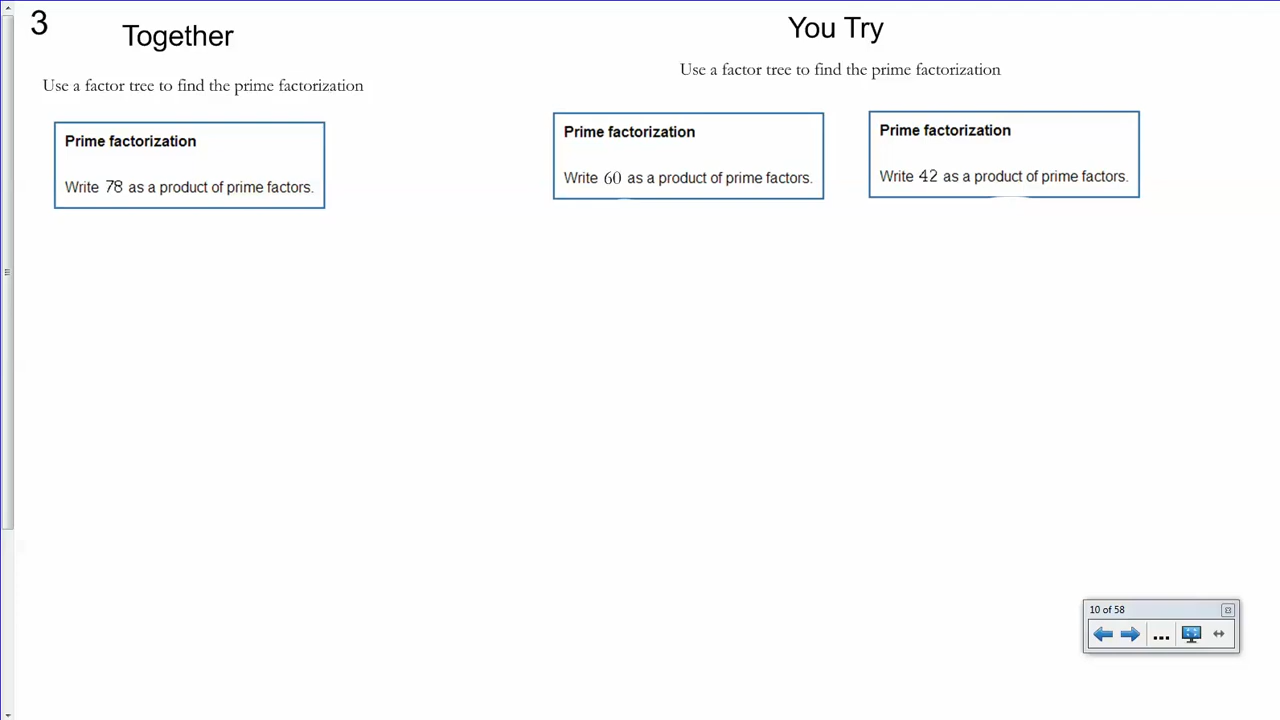 3
Together
Use a factor tree to find the prime factorization
Prime factorization
Write 78 as a product of prime factors.
You Try
Use a factor tree to find the prime factorization
Prime factorization
Write 60 as a product of prime factors.
Prime factorization
Write 42 as a product of prime factors.
10 of 58
...